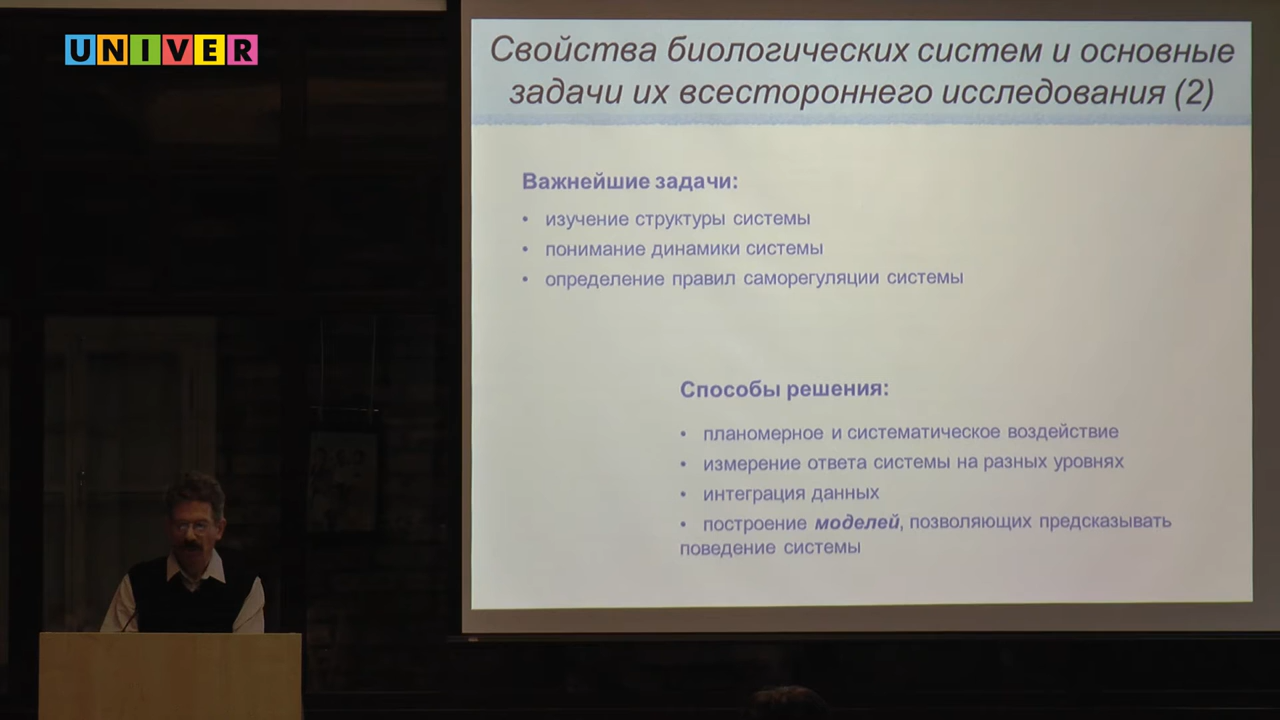 UNIVER
Свойства биологических систем и основные
задачи их всестороннего исследования (2)
Важнейшие задачи:
• изучение структуры системы
• понимание динамики системы
• определение правил саморегуляции системы
Способы решения:
• планомерное и систематическое воздействие
• измерение ответа системы на разных уровнях
• интеграция данных
• построение моделей, позволяющих предсказывать
поведение системы